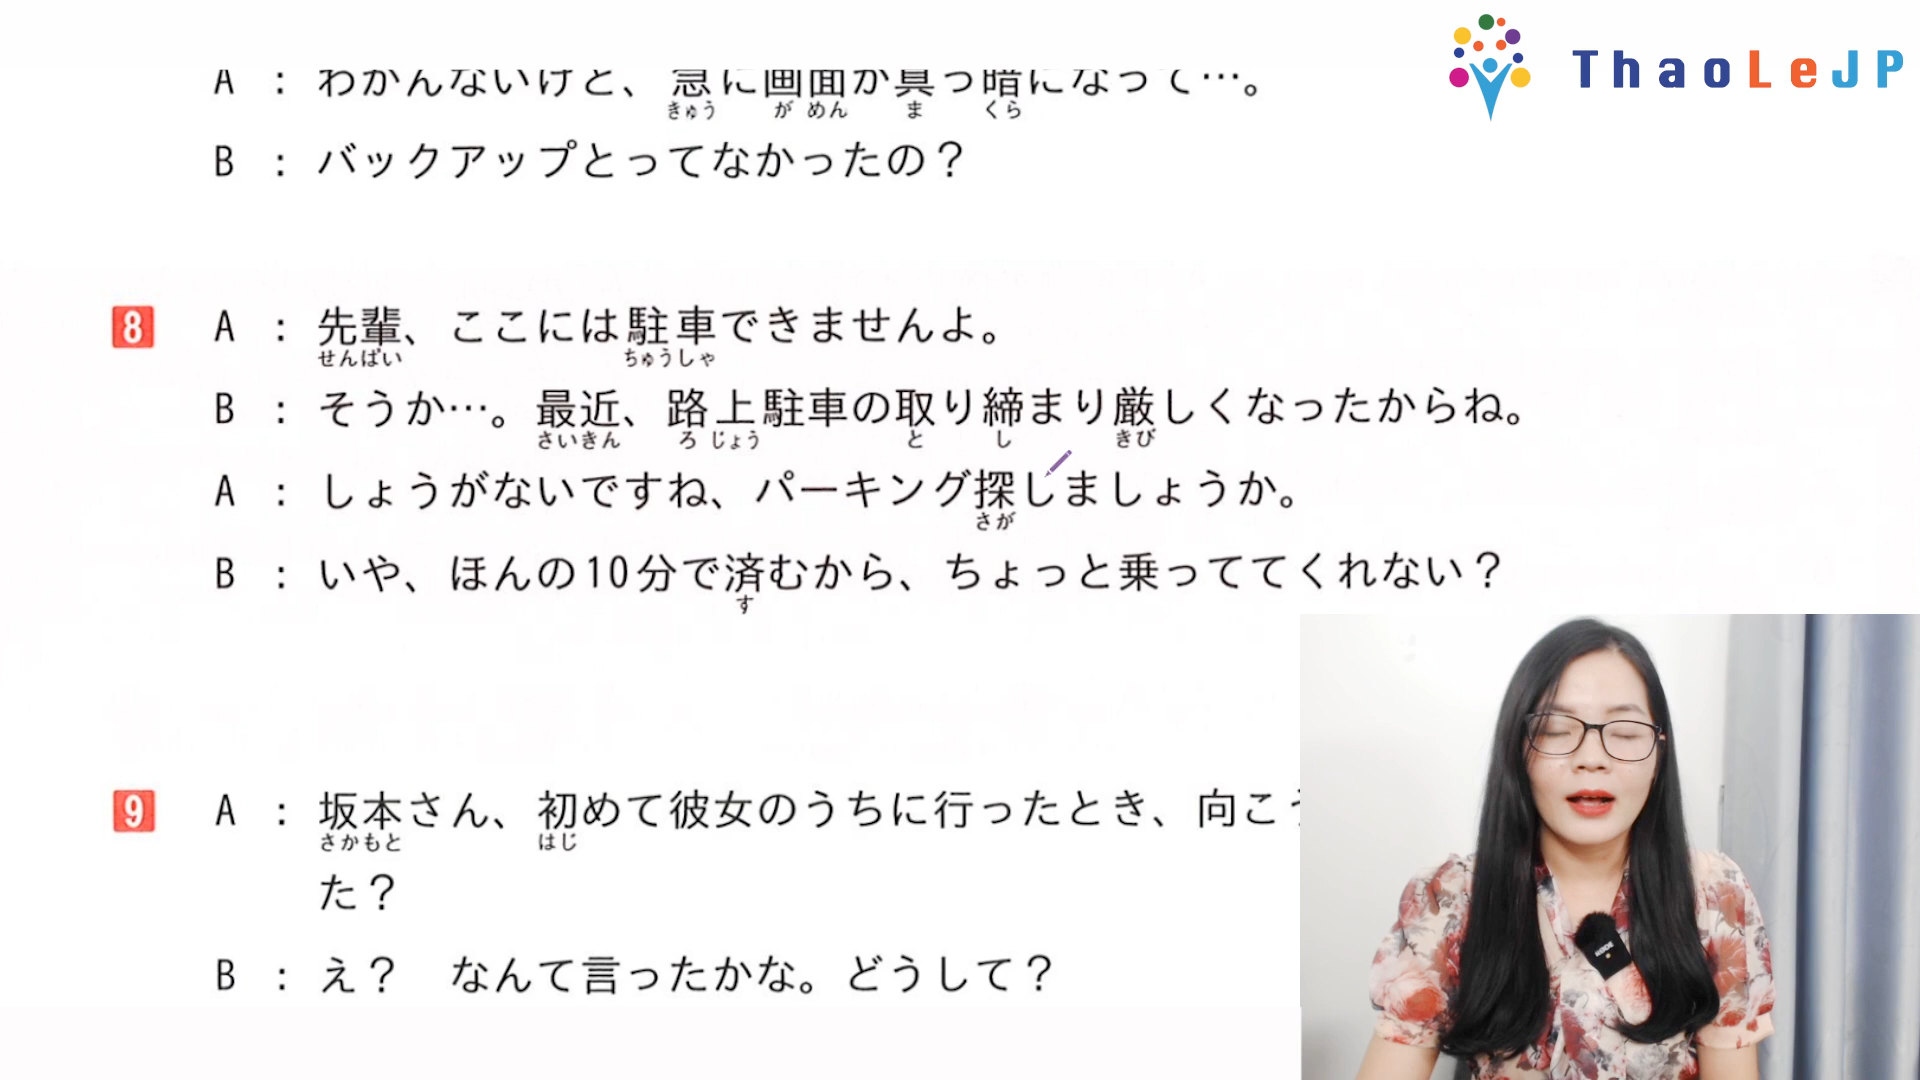 ThaoLeJP
A : わかんないけど、急に画面が真っ暗になって…。
きゅう が めん ま くら
B : バックアップとってなかったの？
8 A : 先輩、ここには駐車できませんよ。
せんぱい ちゅうしゃ
B : そうか…。最近、路上駐車の取り締まり厳しくなったからね。
さいきん ろ じょう と し きび
A : しょうがないですね、パーキング探しましょうか。
さが
B : いや、ほんの10分で済むから、ちょっと乗っててくれない？
す
9 A : 坂本さん、初めて彼女のうちに行ったとき、向こ
さかもと はじ
た？
B : え？ なんて言ったかな。どうして？